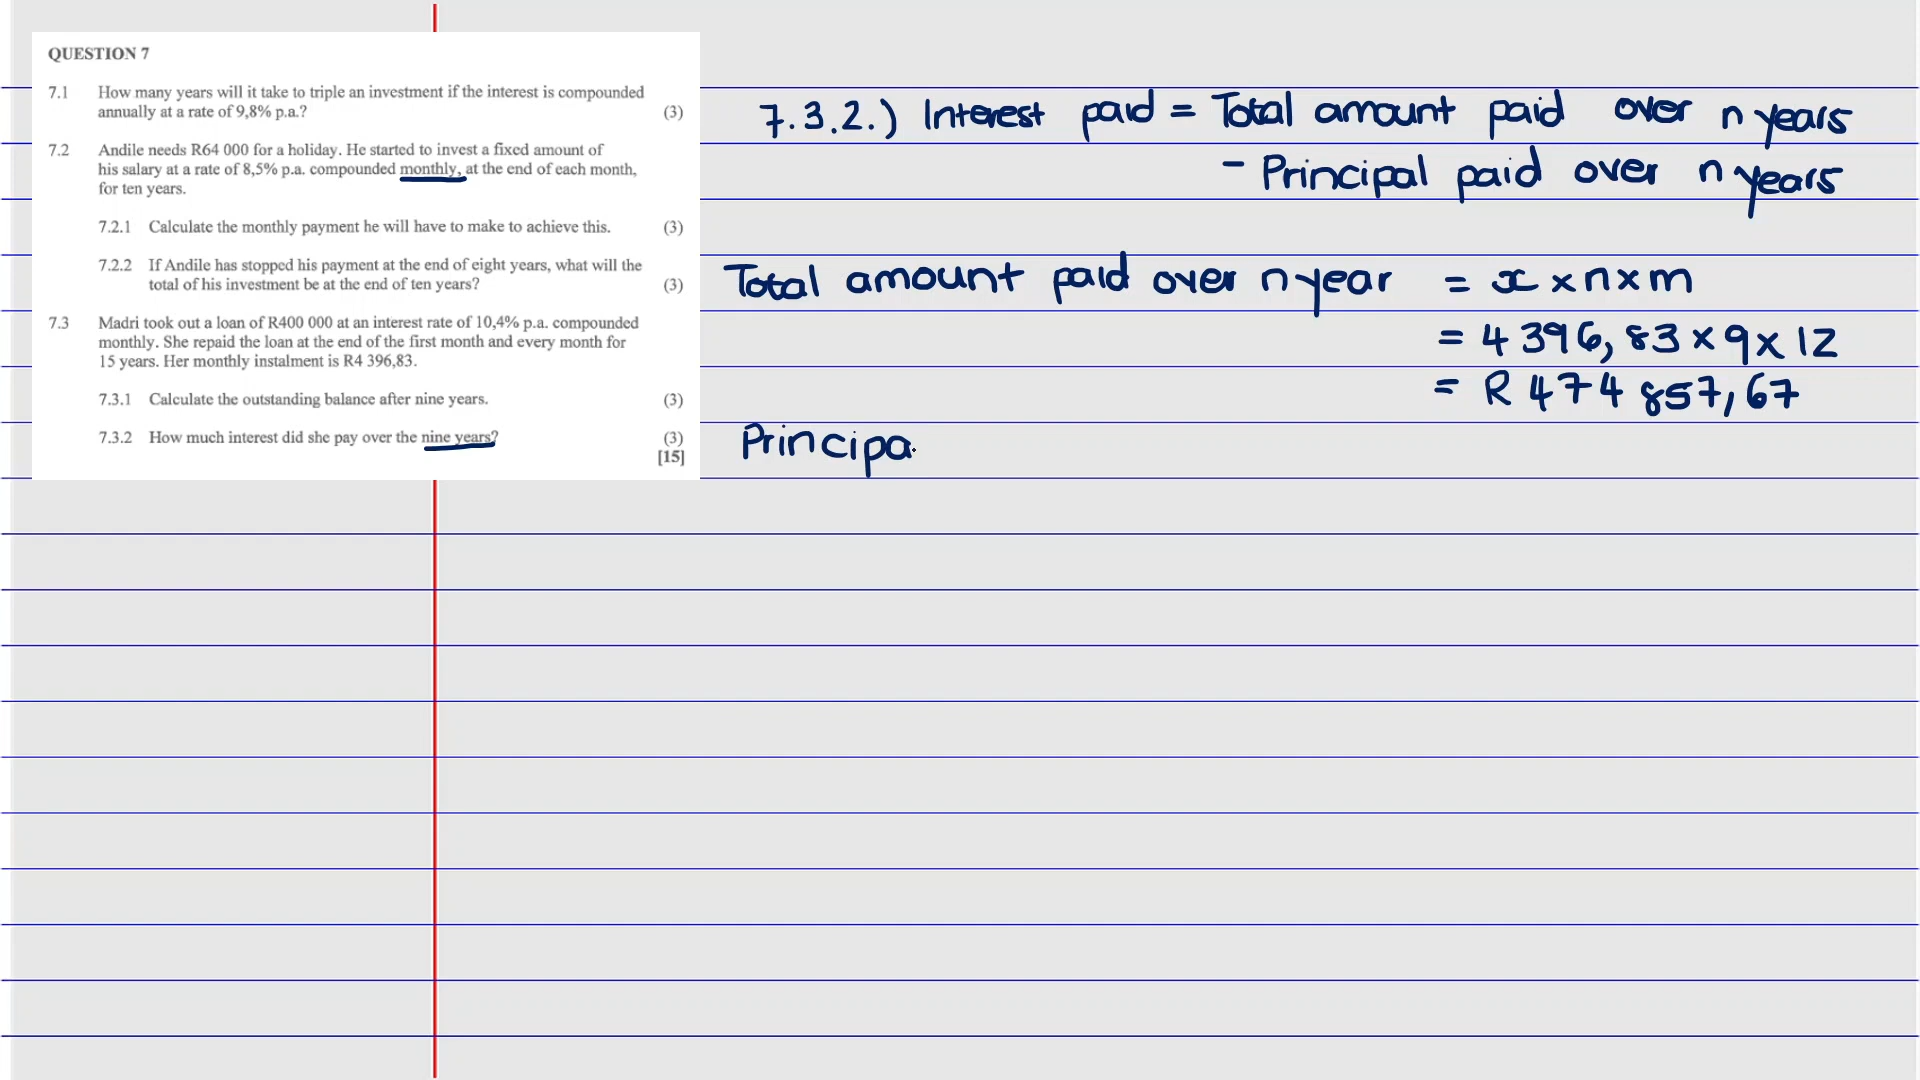 QUESTION 7
7.1 How many years will it take to triple an investment if the interest is compounded
annually at a rate of 9,8% p.a.? (3)
7.2 Andile needs R64 000 for a holiday. He started to invest a fixed amount of
his salary at a rate of 8,5% p.a. compounded monthly, at the end of each month,
for ten years.
7.2.1 Calculate the monthly payment he will have to make to achieve this. (3)
7.2.2 If Andile has stopped his payment at the end of eight years, what will the
total of his investment be at the end of ten years? (3)
7.3 Madri took out a loan of R400 000 at an interest rate of 10,4% p.a. compounded
monthly. She repaid the loan at the end of the first month and every month for
15 years. Her monthly instalment is R4 396,83.
7.3.1 Calculate the outstanding balance after nine years. (3)
7.3.2 How much interest did she pay over the nine years? (3)
[15]
7.3.2.) Interest paid = Total amount paid over n years
- Principal paid over n years
Total amount paid over n year = x × n × m
= 4 396,83 × 9 × 12
= R 474 857,67
Principa